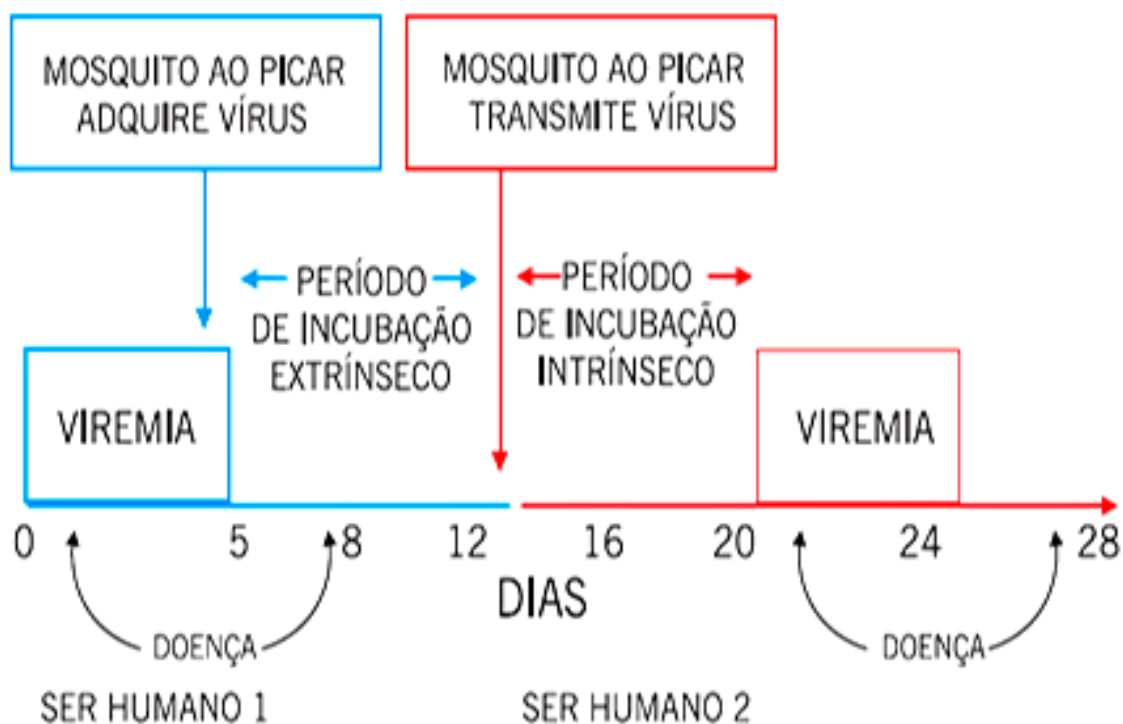 MOSQUITO AO PICAR
ADQUIRE VÍRUS
MOSQUITO AO PICAR
TRANSMITE VÍRUS
PERÍODO
DE INCUBAÇÃO
EXTRÍNSECO
PERÍODO
DE INCUBAÇÃO
INTRÍNSECO
VIREMIA
VIREMIA
0 5 8 12 16 20 24 28
DIAS
DOENÇA
DOENÇA
SER HUMANO 1
SER HUMANO 2